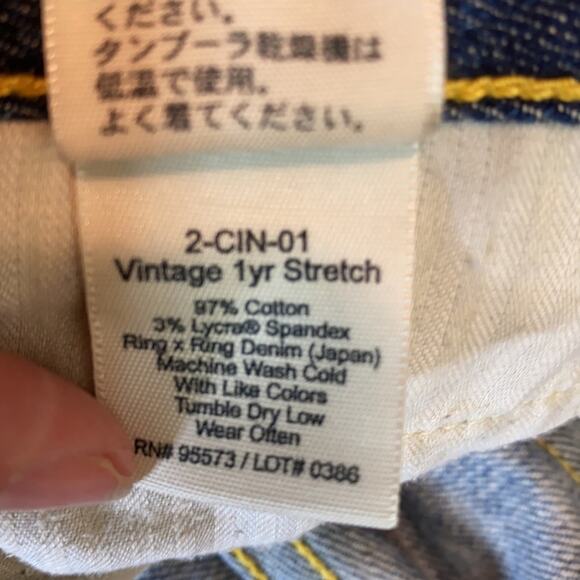 ください。
タンブーラ乾燥機は
低温で使用。
よく着てください。
2-CIN-01
Vintage 1yr Stretch
97% Cotton
3% Lycra® Spandex
Ring x Ring Denim (Japan)
Machine Wash Cold
With Like Colors
Tumble Dry Low
Wear Often
RN# 95573 / LOT# 0386